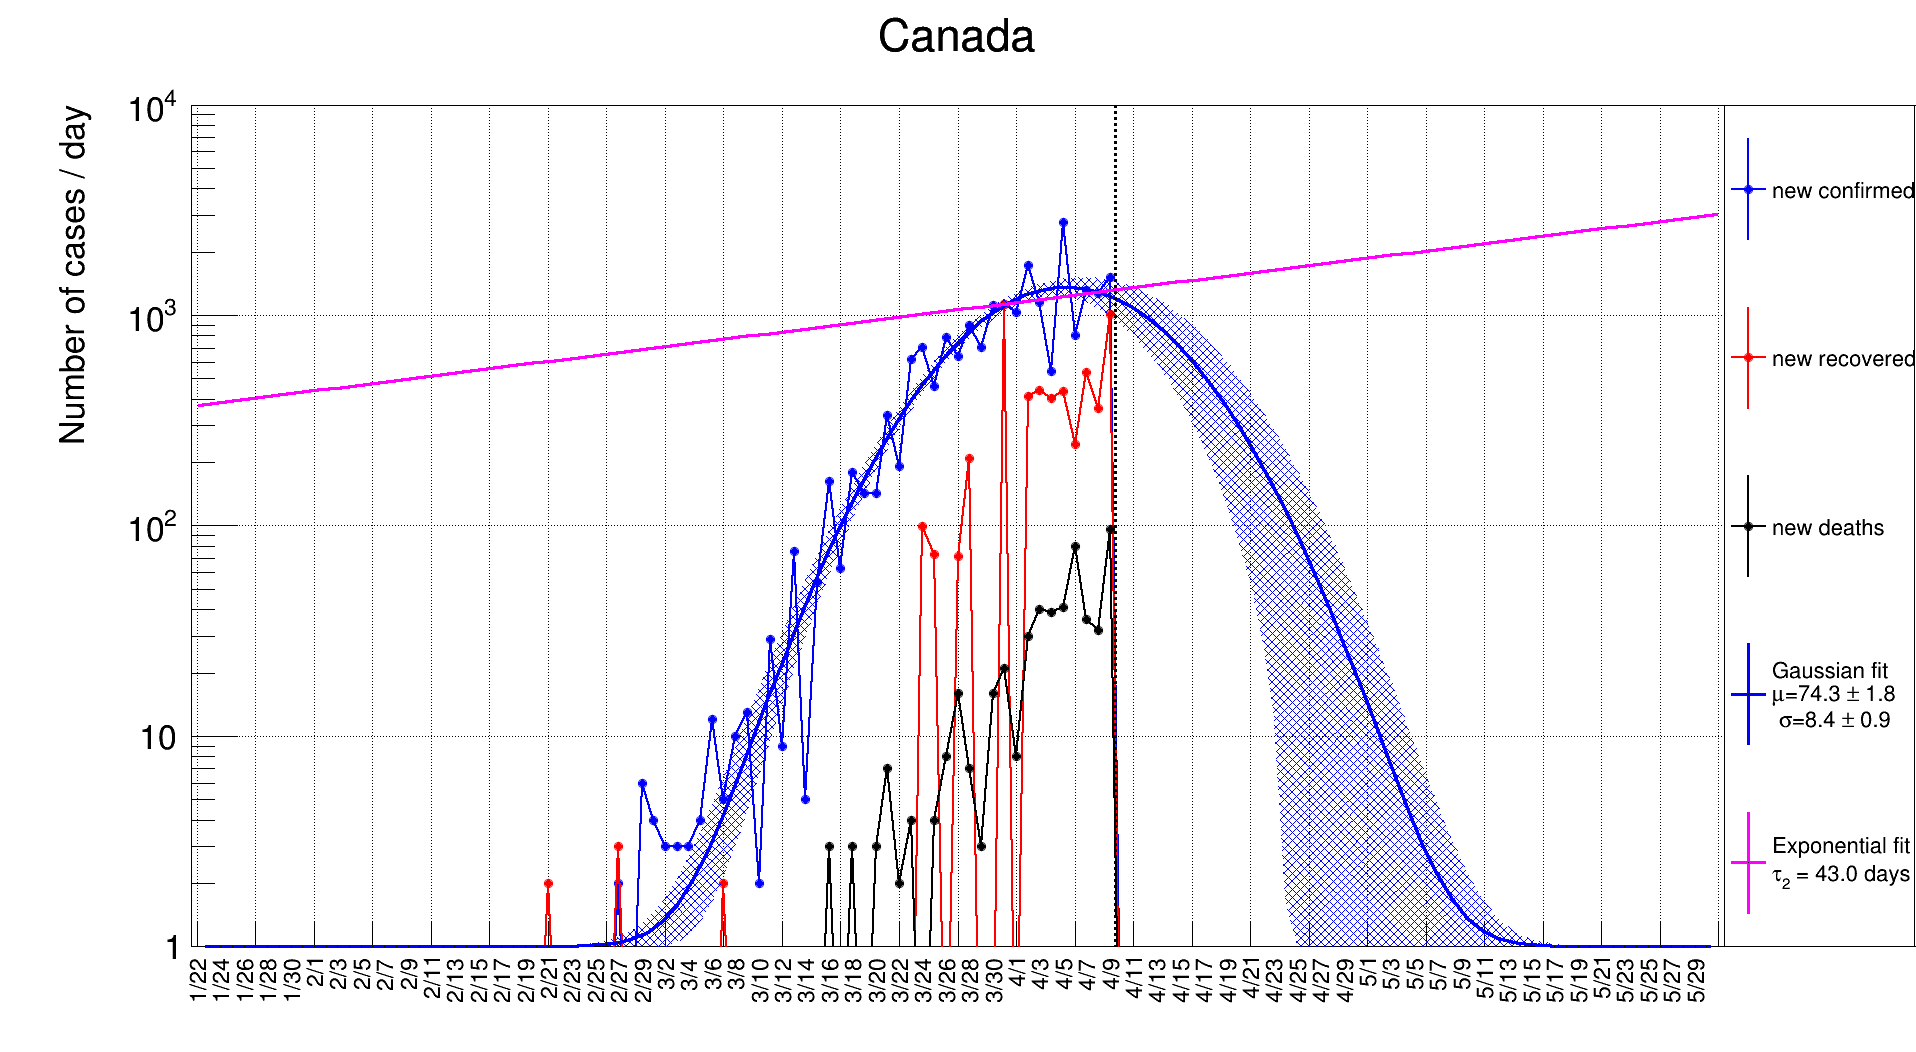 Canada
Number of cases / day
10⁴
10³
10²
10
1
1/22 1/24 1/26 1/28 1/30 2/1 2/3 2/5 2/7 2/9 2/11 2/13 2/15 2/17 2/19 2/21 2/23 2/25 2/27 2/29 3/2 3/4 3/6 3/8 3/10 3/12 3/14 3/16 3/18 3/20 3/22 3/24 3/26 3/28 3/30 4/1 4/3 4/5 4/7 4/9 4/11 4/13 4/15 4/17 4/19 4/21 4/23 4/25 4/27 4/29 5/1 5/3 5/5 5/7 5/9 5/11 5/13 5/15 5/17 5/19 5/21 5/23 5/25 5/27 5/29
new confirmed
new recovered
new deaths
Gaussian fit
μ=74.3 ± 1.8
σ=8.4 ± 0.9
Exponential fit
τ₂ = 43.0 days